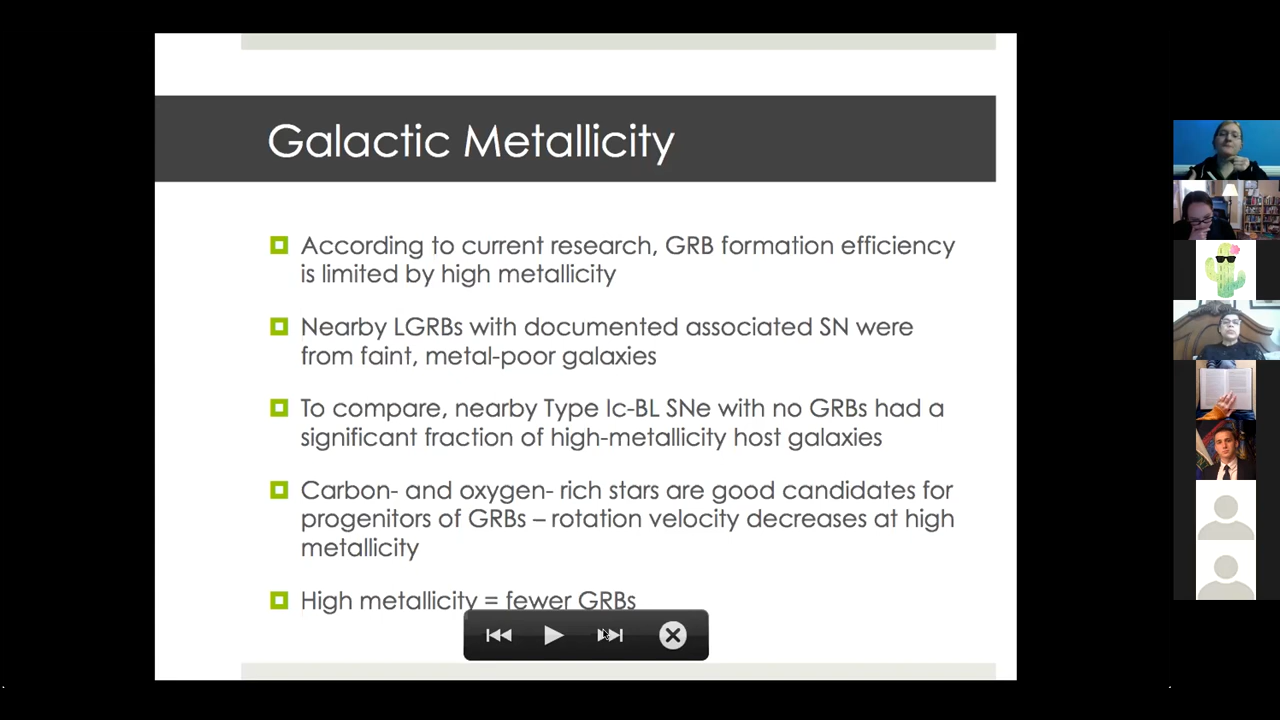 Galactic Metallicity
According to current research, GRB formation efficiency
is limited by high metallicity
Nearby LGRBs with documented associated SN were
from faint, metal-poor galaxies
To compare, nearby Type Ic-BL SNe with no GRBs had a
significant fraction of high-metallicity host galaxies
Carbon- and oxygen- rich stars are good candidates for
progenitors of GRBs – rotation velocity decreases at high
metallicity
High metallicity = fewer GRBs